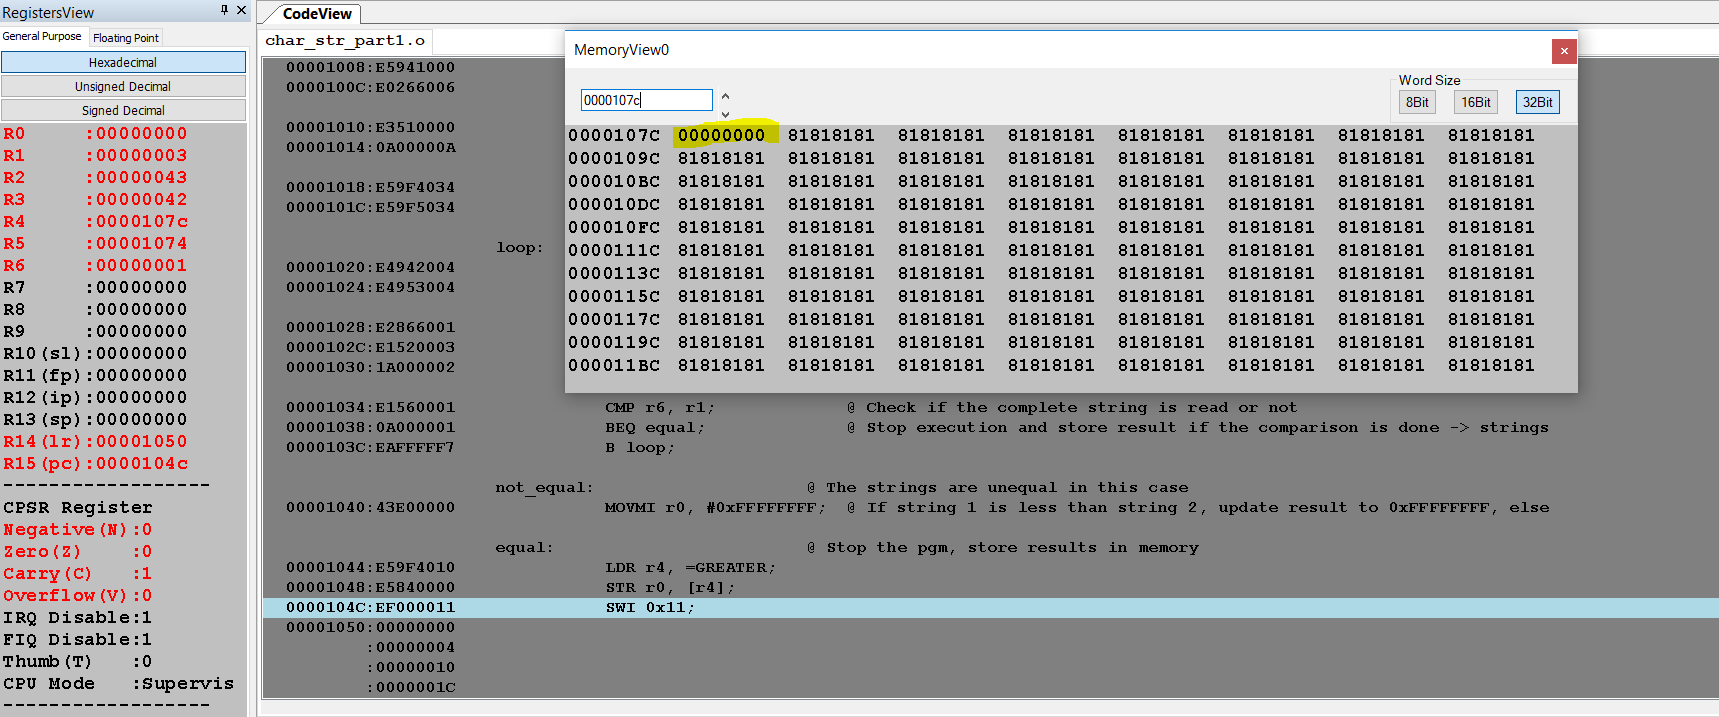 RegistersView
General Purpose Floating Point
Hexadecimal
Unsigned Decimal
Signed Decimal
R0 :00000000
R1 :00000003
R2 :00000043
R3 :00000042
R4 :0000107c
R5 :00001074
R6 :00000001
R7 :00000000
R8 :00000000
R9 :00000000
R10(sl):00000000
R11(fp):00000000
R12(ip):00000000
R13(sp):00000000
R14(lr):00001050
R15(pc):0000104c
-------------------
CPSR Register
Negative(N):0
Zero(Z) :0
Carry(C) :1
Overflow(V):0
IRQ Disable:1
FIQ Disable:1
Thumb(T) :0
CPU Mode :Supervis
-------------------
CodeView
char_str_part1.o
00001008:E5941000
0000100C:E0266006
00001010:E3510000
00001014:0A00000A
00001018:E59F4034
0000101C:E59F5034
loop:
00001020:E4942004
00001024:E4953004
00001028:E2866001
0000102C:E1520003
00001030:1A000002
00001034:E1560001 CMP r6, r1; @ Check if the complete string is read or not
00001038:0A000001 BEQ equal; @ Stop execution and store result if the comparison is done -> strings
0000103C:EAFFFFF7 B loop;
not_equal: @ The strings are unequal in this case
00001040:43E00000 MOVMI r0, #0xFFFFFFFF; @ If string 1 is less than string 2, update result to 0xFFFFFFFF, else
equal: @ Stop the pgm, store results in memory
00001044:E59F4010 LDR r4, =GREATER;
00001048:E5840000 STR r0, [r4];
0000104C:EF000011 SWI 0x11;
00001050:00000000
:00000004
:00000010
:0000001C
MemoryView0
0000107c
Word Size
8Bit 16Bit 32Bit
0000107C 00000000 81818181 81818181 81818181 81818181 81818181 81818181 81818181
0000109C 81818181 81818181 81818181 81818181 81818181 81818181 81818181 81818181
000010BC 81818181 81818181 81818181 81818181 81818181 81818181 81818181 81818181
000010DC 81818181 81818181 81818181 81818181 81818181 81818181 81818181 81818181
000010FC 81818181 81818181 81818181 81818181 81818181 81818181 81818181 81818181
0000111C 81818181 81818181 81818181 81818181 81818181 81818181 81818181 81818181
0000113C 81818181 81818181 81818181 81818181 81818181 81818181 81818181 81818181
0000115C 81818181 81818181 81818181 81818181 81818181 81818181 81818181 81818181
0000117C 81818181 81818181 81818181 81818181 81818181 81818181 81818181 81818181
0000119C 81818181 81818181 81818181 81818181 81818181 81818181 81818181 81818181
000011BC 81818181 81818181 81818181 81818181 81818181 81818181 81818181 81818181